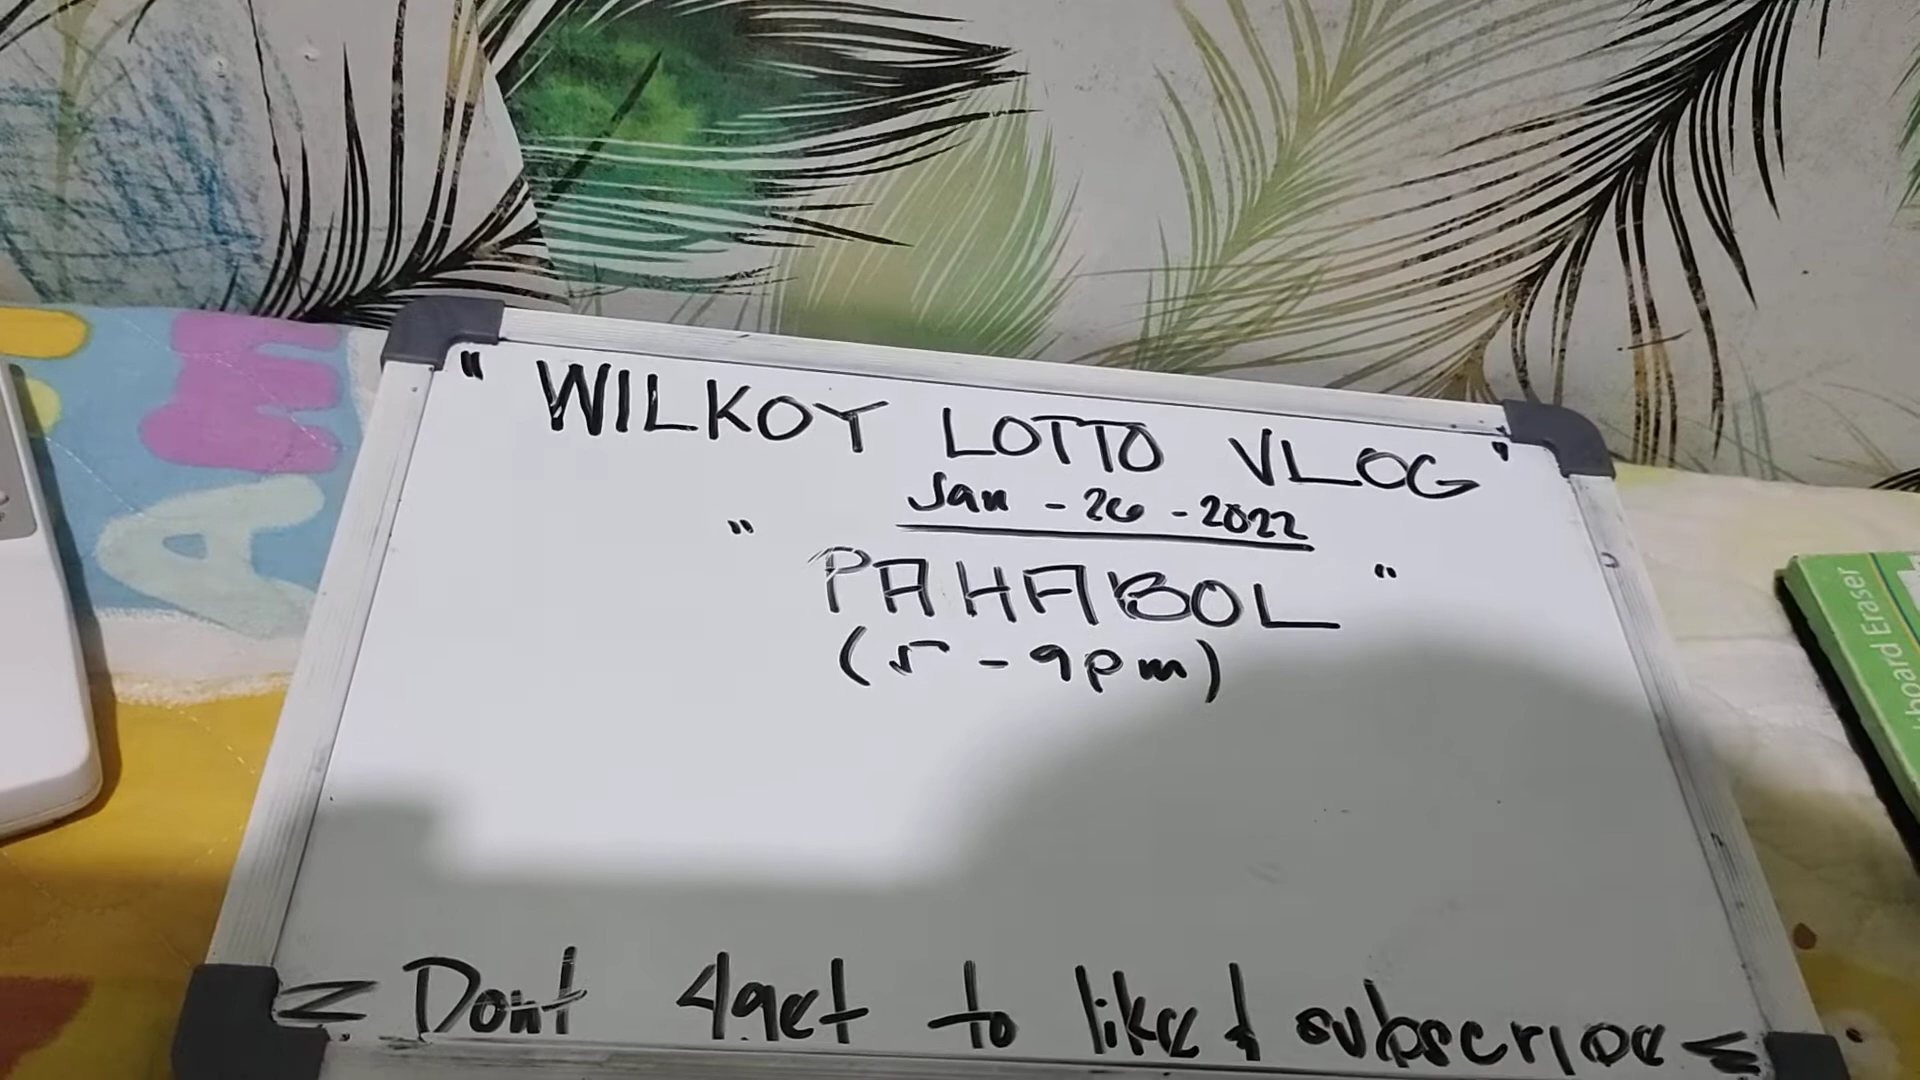 " WILKOY LOTTO VLOG "
Jan - 26 - 2022
" PAHABOL "
(5 - 9pm)
Dont 4get to like & subscribe
board Eraser